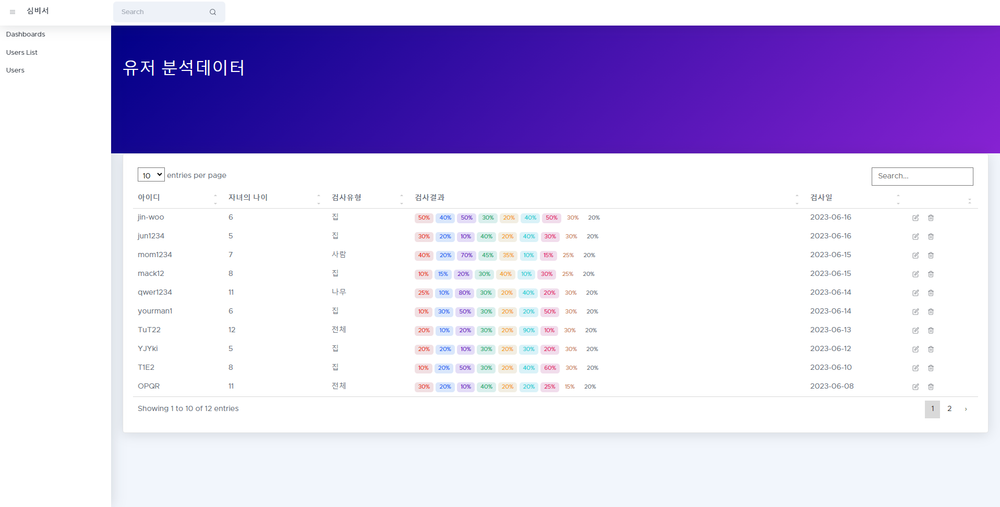 심비서 Search
Dashboards
Users List
Users
유저 분석데이터
10 entries per page Search...
아이디 자녀의 나이 검사유형 검사결과 검사일
jin-woo 6 집 50% 40% 50% 30% 20% 40% 50% 30% 20% 2023-06-16
jun1234 5 집 30% 20% 10% 40% 20% 40% 30% 30% 20% 2023-06-16
mom1234 7 사람 40% 20% 70% 45% 35% 10% 15% 25% 20% 2023-06-15
mack12 8 집 10% 15% 20% 30% 40% 10% 30% 25% 20% 2023-06-15
qwer1234 11 나무 25% 10% 80% 30% 20% 40% 20% 30% 20% 2023-06-14
yourman1 6 집 10% 30% 50% 30% 20% 20% 50% 30% 20% 2023-06-14
TuT22 12 전체 20% 10% 20% 30% 20% 90% 10% 30% 20% 2023-06-13
YJYki 5 집 20% 20% 10% 30% 20% 30% 20% 30% 20% 2023-06-12
T1E2 8 집 10% 20% 50% 30% 20% 40% 60% 30% 20% 2023-06-10
OPQR 11 전체 30% 20% 10% 40% 20% 20% 25% 15% 20% 2023-06-08
Showing 1 to 10 of 12 entries 1 2 ›